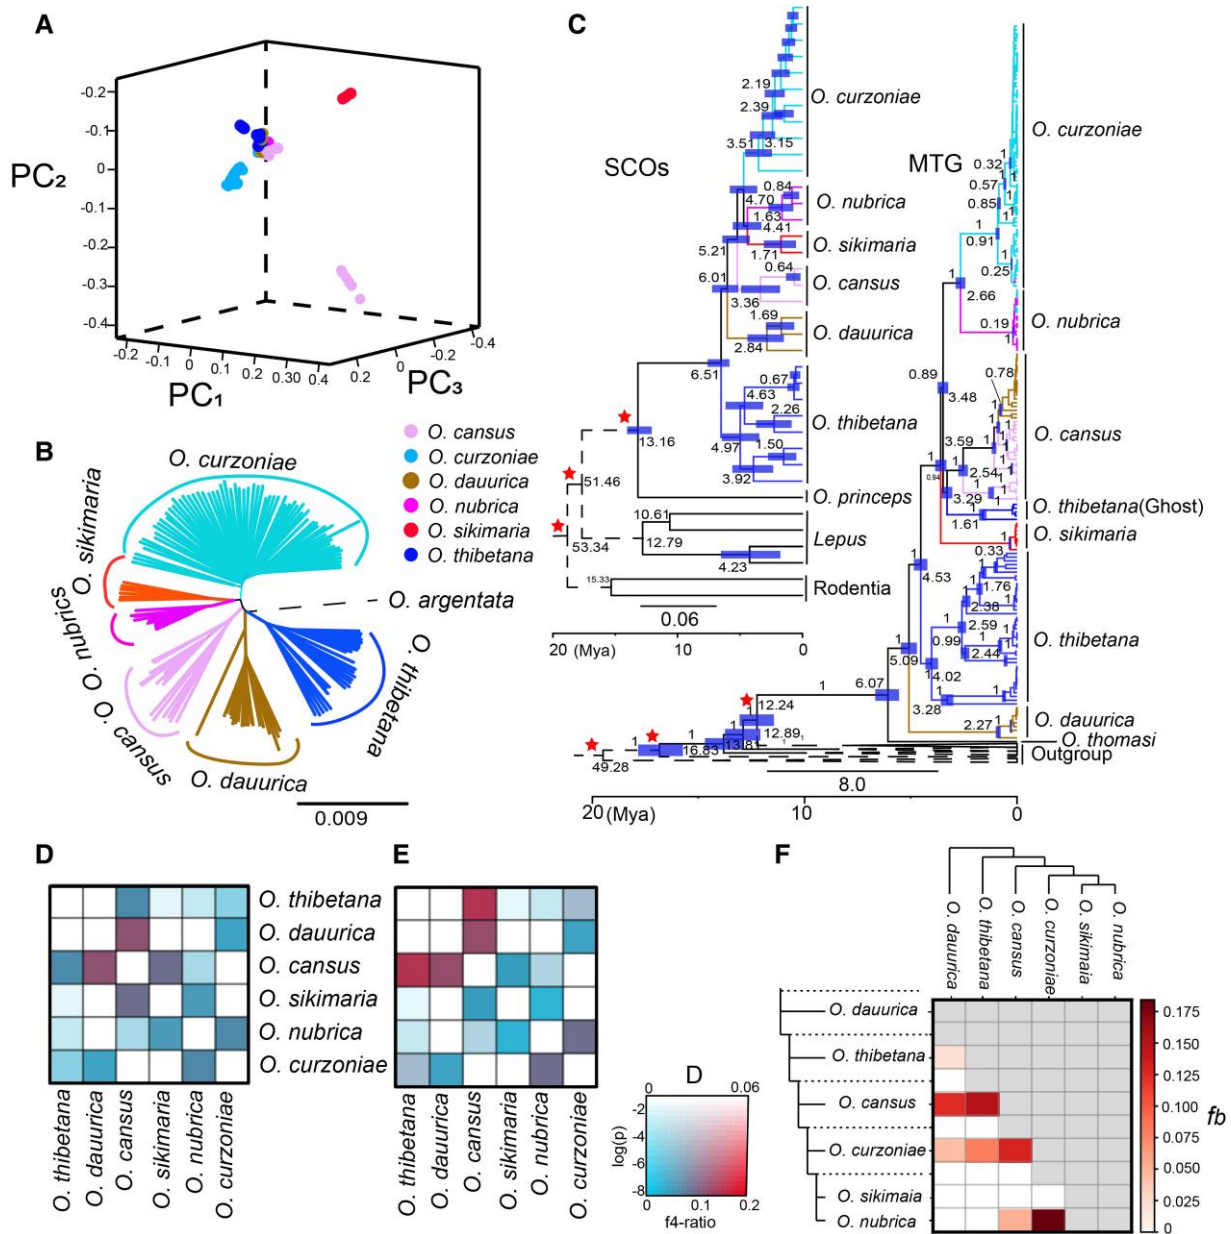 A
-0.2
-0.1
0
-0.1
-0.2
-0.3
-0.4
PC2
-0.2
-0.1
0
0.1
0.2
0.30
0.4
PC1
0.2
0
-0.2
-0.4
PC3
O. cansus
O. curzoniae
O. dauurica
O. nubrica
O. sikimaria
O. thibetana
B
O. curzoniae
O. sikimaria
O. nubrics
O. cansus
O. dauurica
O. thibetana
O. argentata
0.009
C
SCOs
2.19
2.39
3.51
3.15
O. curzoniae
0.84
4.70
1.63
O. nubrica
4.41
5.21
1.71
O. sikimaria
6.01
0.64
3.36
O. cansus
1.69
2.84
O. dauurica
6.51
0.67
4.63
2.26
O. thibetana
4.97
1.50
3.92
13.16
51.46
O. princeps
10.61
12.79
Lepus
53.34
4.23
15.33
Rodentia
0.06
20 (Mya)
10
0
MTG
O. curzoniae
1
0.32
1
0.57
1
0.85
1
0.91
0.25
1
2.66
O. nubrica
0.19
0.89
3.48
0.78
1
3.59
O. cansus
2.54
0.94
3.29
O. thibetana(Ghost)
1.61
O. sikimaria
0.33
4.53
1.76
2.38
2.59
O. thibetana
0.99
2.44
5.09
14.02
6.07
3.28
O. dauurica
2.27
O. thomasi
Outgroup
1
12.24
12.89
13.81
16.83
49.28
8.0
20(Mya)
10
0
D
O. thibetana
O. dauurica
O. cansus
O. sikimaria
O. nubrica
O. curzoniae
O. thibetana
O. dauurica
O. cansus
O. sikimaria
O. nubrica
O. curzoniae
E
O. thibetana
O. dauurica
O. cansus
O. sikimaria
O. nubrica
O. curzoniae
D
0
0.06
-2
-4
-6
-8
log(p)
0
0.1
0.2
f4-ratio
F
O. dauurica
O. thibetana
O. cansus
O. curzoniae
O. sikimaia
O. nubrica
O. dauurica
O. thibetana
O. cansus
O. curzoniae
O. sikimaia
O. nubrica
0.175
0.150
0.125
0.100
0.075
0.050
0.025
0.000
fb